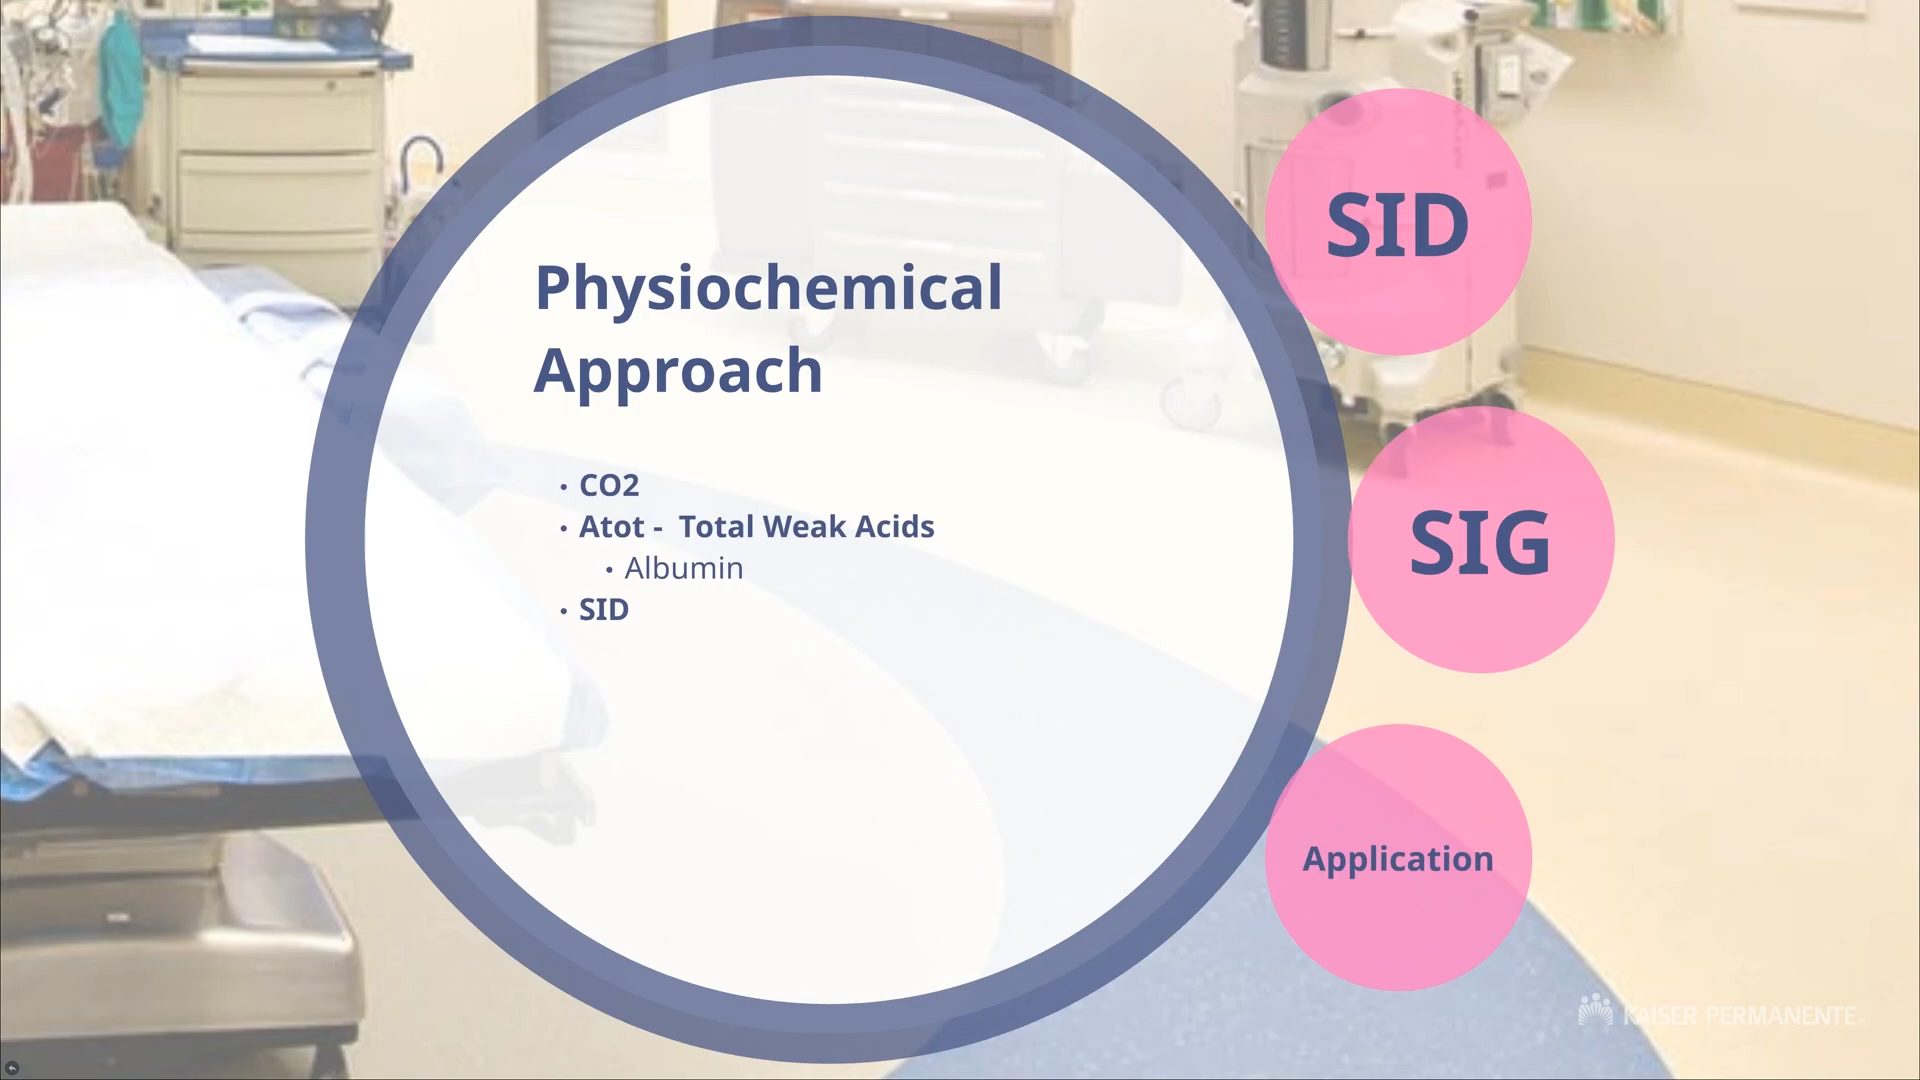 Physiochemical
Approach
• CO2
• Atot -  Total Weak Acids
• Albumin
• SID
SID
SIG
Application
KAISER PERMANENTE